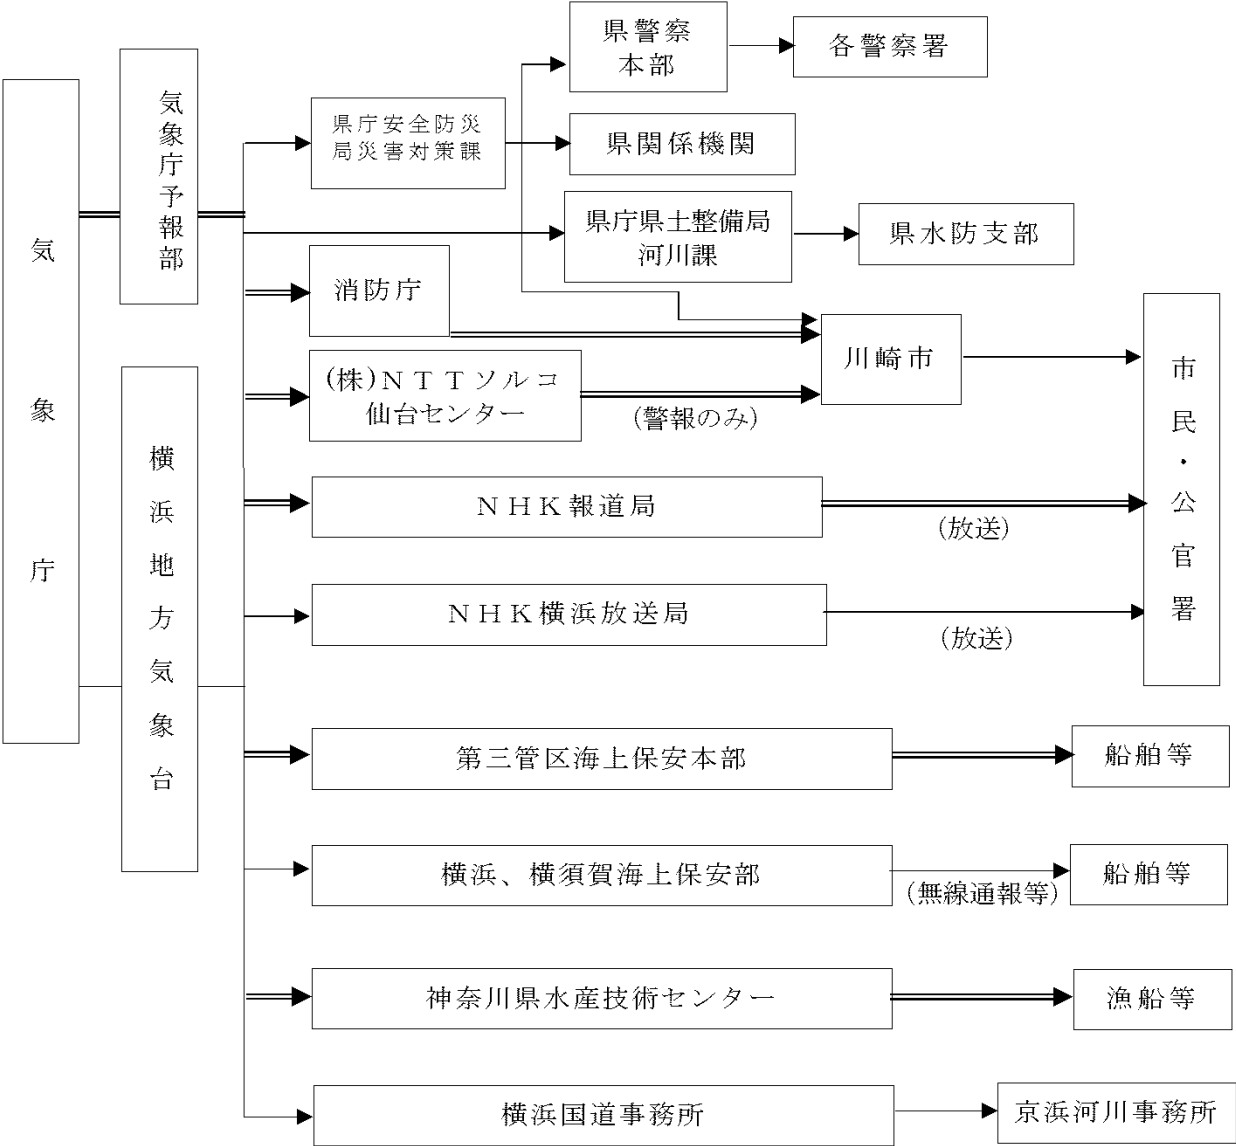 気象庁
気象庁予報部
横浜地方気象台
県庁安全防災
局災害対策課
県警察
本部
各警察署
県関係機関
県庁県土整備局
河川課
県水防支部
消防庁
(株)ＮＴＴソルコ
仙台センター
(警報のみ)
川崎市
市民・公官署
ＮＨＫ報道局
(放送)
ＮＨＫ横浜放送局
(放送)
第三管区海上保安本部
船舶等
横浜、横須賀海上保安部
(無線通報等)
船舶等
神奈川県水産技術センター
漁船等
横浜国道事務所
京浜河川事務所